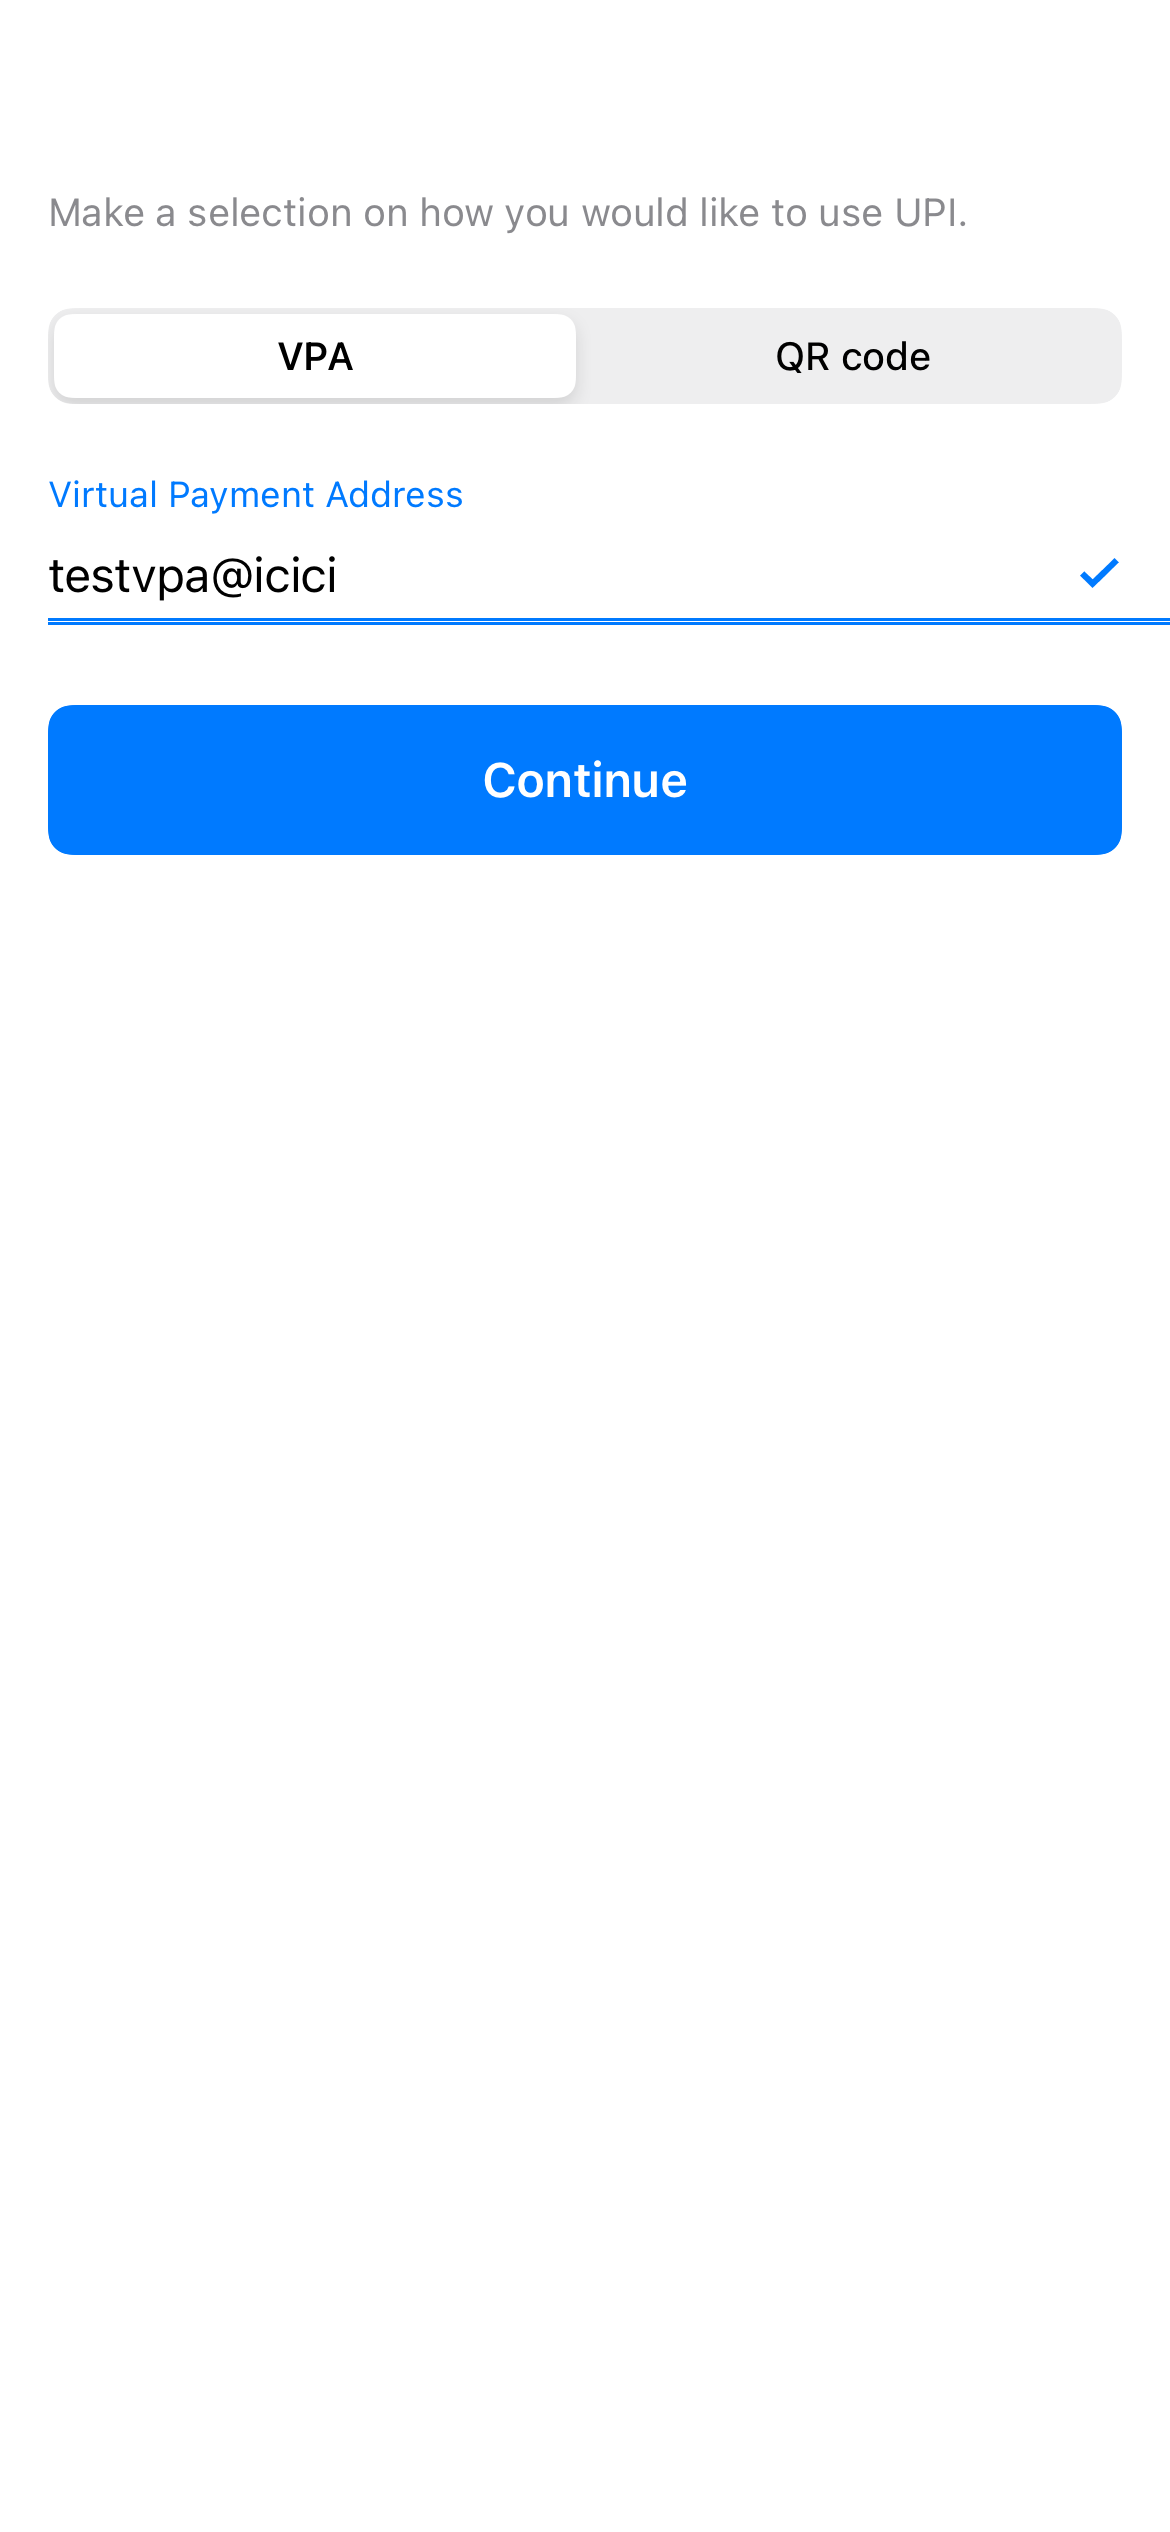 Make a selection on how you would like to use UPI.
VPA
QR code
Virtual Payment Address
testvpa@icici
Continue